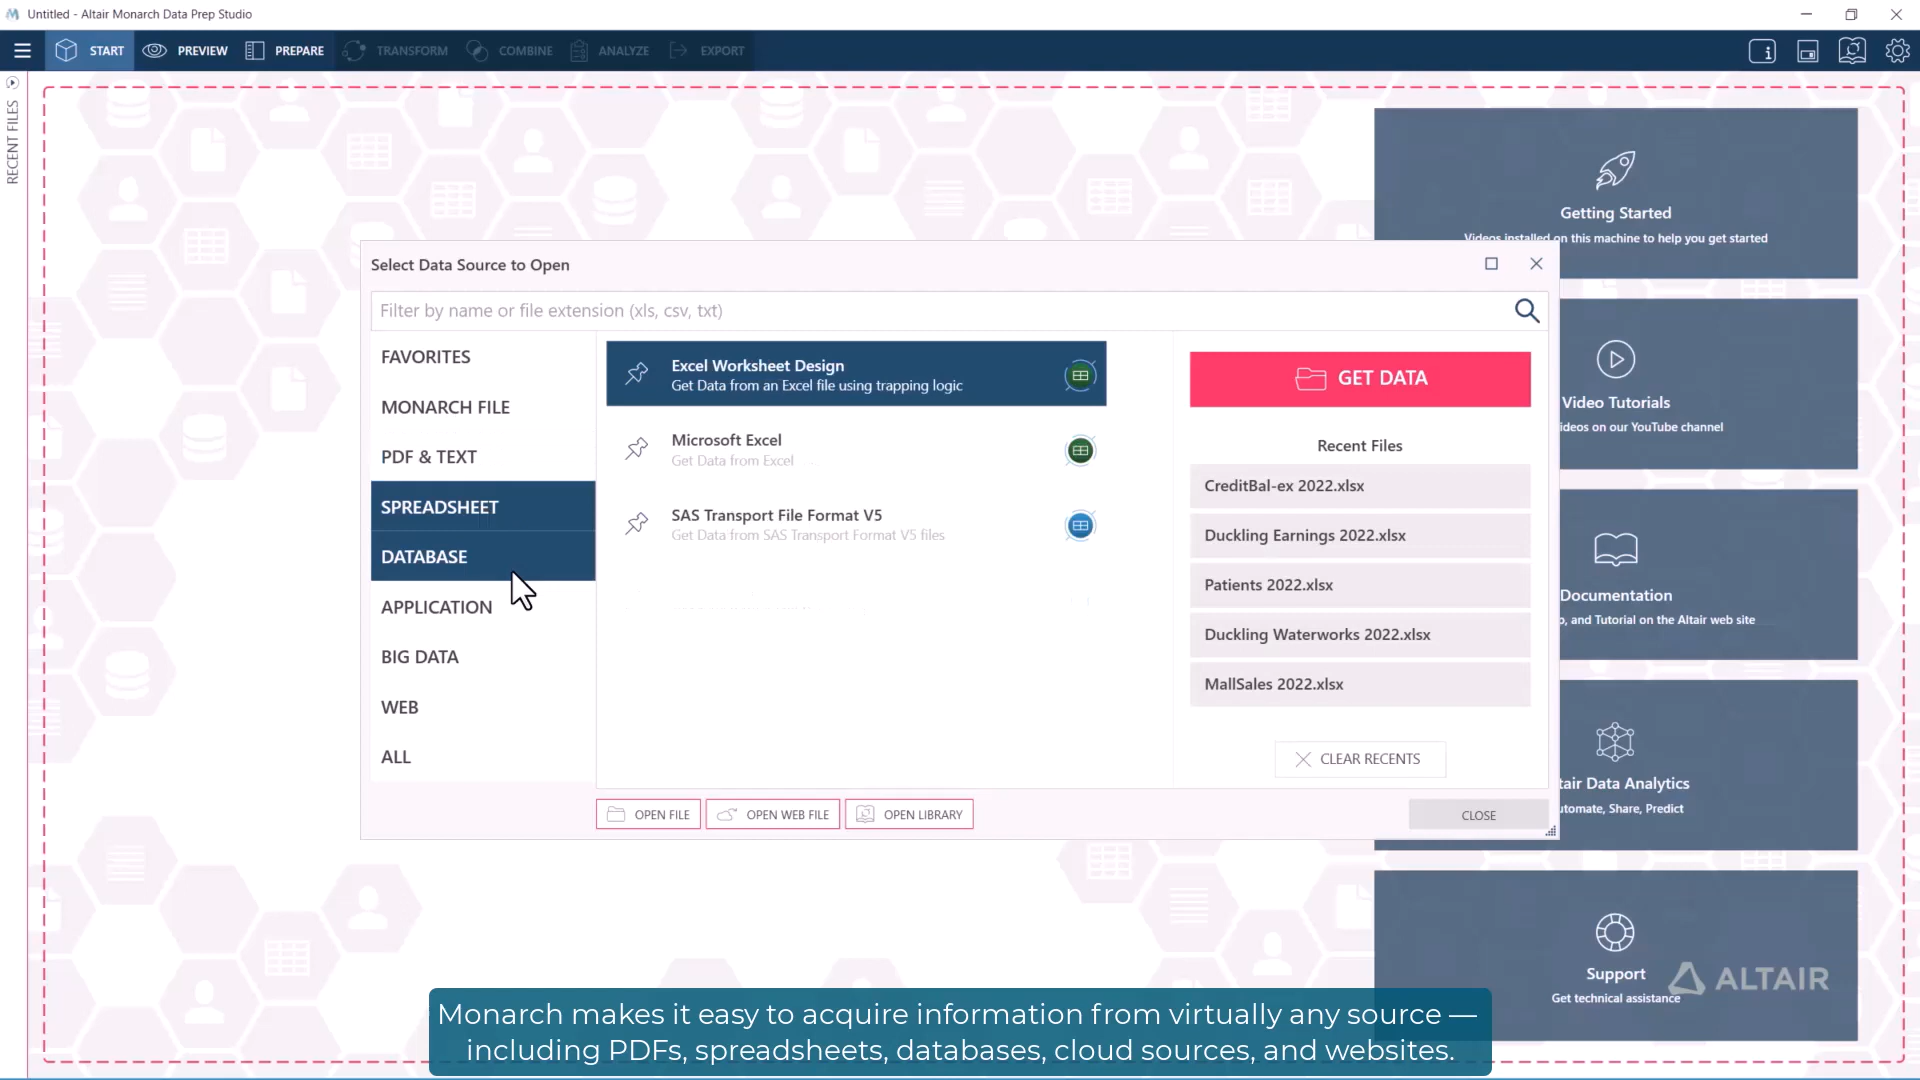 Untitled - Altair Monarch Data Prep Studio
START
PREVIEW
PREPARE
TRANSFORM
COMBINE
ANALYZE
EXPORT
RECENT FILES
Getting Started
Videos installed on this machine to help you get started
Select Data Source to Open
Filter by name or file extension (xls, csv, txt)
FAVORITES
MONARCH FILE
PDF & TEXT
SPREADSHEET
DATABASE
APPLICATION
BIG DATA
WEB
ALL
Excel Worksheet Design
Get Data from an Excel file using trapping logic
Microsoft Excel
Get Data from Excel
SAS Transport File Format V5
Get Data from SAS Transport Format V5 files
GET DATA
Recent Files
CreditBal-ex 2022.xlsx
Duckling Earnings 2022.xlsx
Patients 2022.xlsx
Duckling Waterworks 2022.xlsx
MallSales 2022.xlsx
CLEAR RECENTS
OPEN FILE
OPEN WEB FILE
OPEN LIBRARY
CLOSE
Video Tutorials
ideos on our YouTube channel
Documentation
o, and Tutorial on the Altair web site
tair Data Analytics
utomate, Share, Predict
Support
Get technical assistance
ALTAIR
Monarch makes it easy to acquire information from virtually any source —
including PDFs, spreadsheets, databases, cloud sources, and websites.